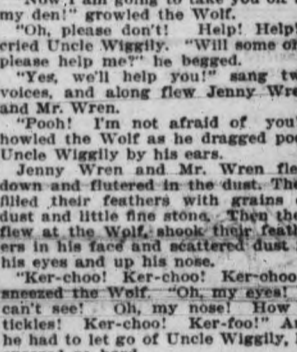 my den!" growled the Wolf.
"Oh, please don't! Help! Help!
cried Uncle Wiggily. "Will some of
please help me?" he begged.
"Yes, we'll help you!" sang tw
voices, and along flew Jenny Wre
and Mr. Wren.
"Pooh! I'm not afraid of you
howled the Wolf as he dragged poo
Uncle Wiggily by his ears.
Jenny Wren and Mr. Wren fle
down and flutered in the dust. The
filled their feathers with grains
dust and little fine stone. Then the
flew at the Wolf, shook their feath
ers in his face and scattered dust
his eyes and up his nose.
"Ker-choo! Ker-choo! Ker-choo
sneezed the Wolf. "Oh, my eyes!
can't see! Oh, my nose! How
tickles! Ker-choo! Ker-foo!" An
he had to let go of Uncle Wiggily,